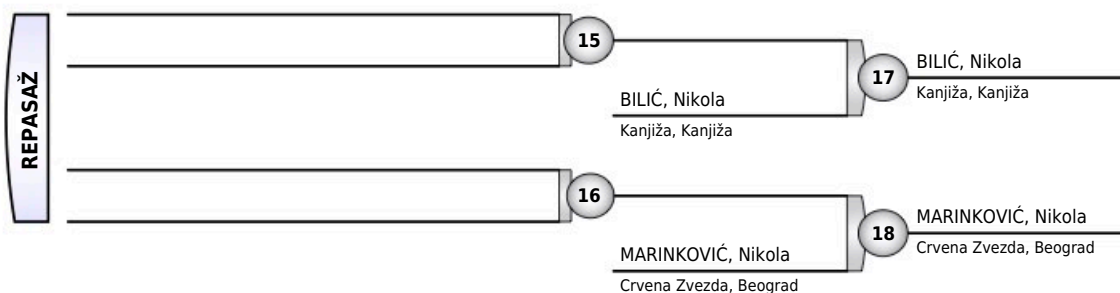 REPASAŽ
15
BILIĆ, Nikola
Kanjiža, Kanjiža
17
BILIĆ, Nikola
Kanjiža, Kanjiža
16
MARINKOVIĆ, Nikola
Crvena Zvezda, Beograd
18
MARINKOVIĆ, Nikola
Crvena Zvezda, Beograd